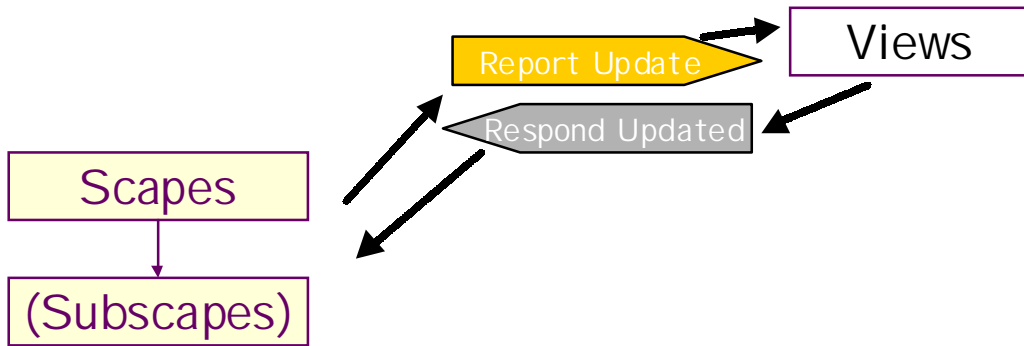 Views
Report Update
Respond Updated
Scapes
(Subscapes)